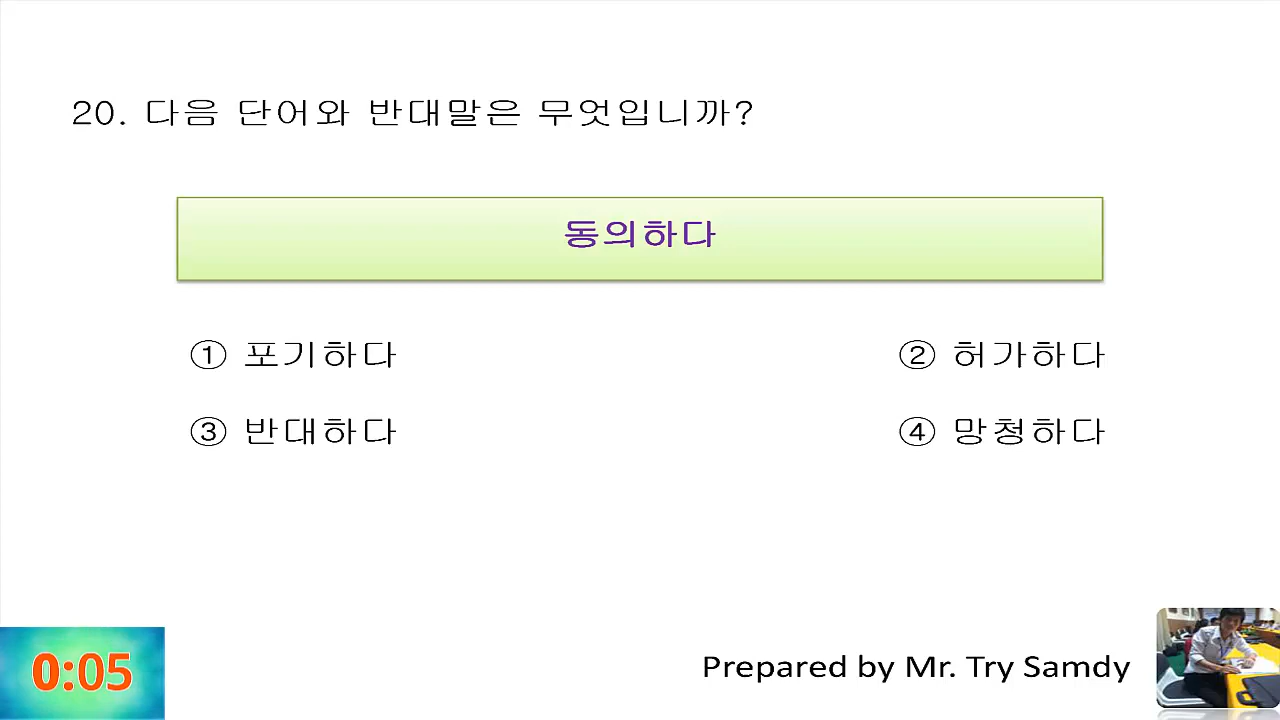 20. 다음 단어와 반대말은 무엇입니까?
동의하다
① 포기하다 ② 허가하다
③ 반대하다 ④ 망청하다
0:05
Prepared by Mr. Try Samdy